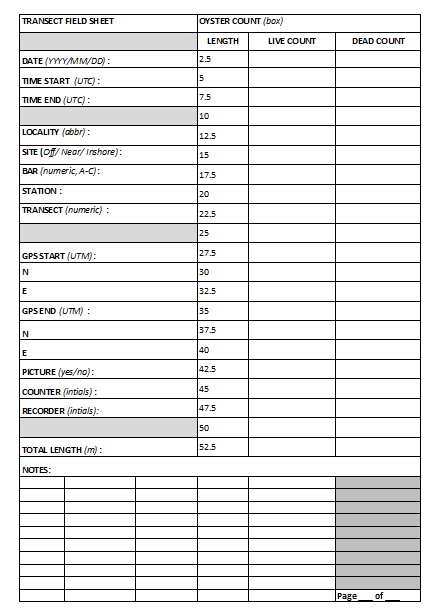 TRANSECT FIELD SHEET OYSTER COUNT (box)
LENGTH LIVE COUNT DEAD COUNT
DATE (YYYY/MM/DD) : 2.5
TIME START (UTC) : 5
TIME END (UTC) : 7.5
10
LOCALITY (abbr) : 12.5
SITE (Off/ Near/ Inshore) : 15
BAR (numeric, A-C) : 17.5
STATION : 20
TRANSECT (numeric) : 22.5
25
GPS START (UTM) : 27.5
N 30
E 32.5
GPS END (UTM) : 35
N 37.5
E 40
PICTURE (yes/no) : 42.5
COUNTER (intials) : 45
RECORDER (intials): 47.5
50
TOTAL LENGTH (m) : 52.5
NOTES:
Page ___ of ___